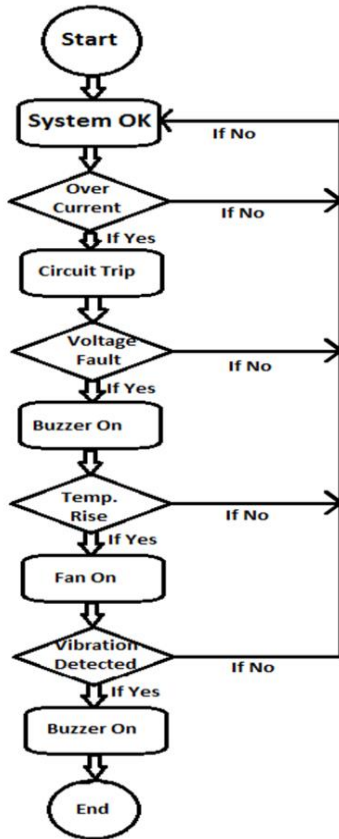 Start
System OK
If No
Over
Current
If No
If Yes
Circuit Trip
Voltage
Fault
If No
If Yes
Buzzer On
Temp.
Rise
If No
If Yes
Fan On
Vibration
Detected
If No
If Yes
Buzzer On
End